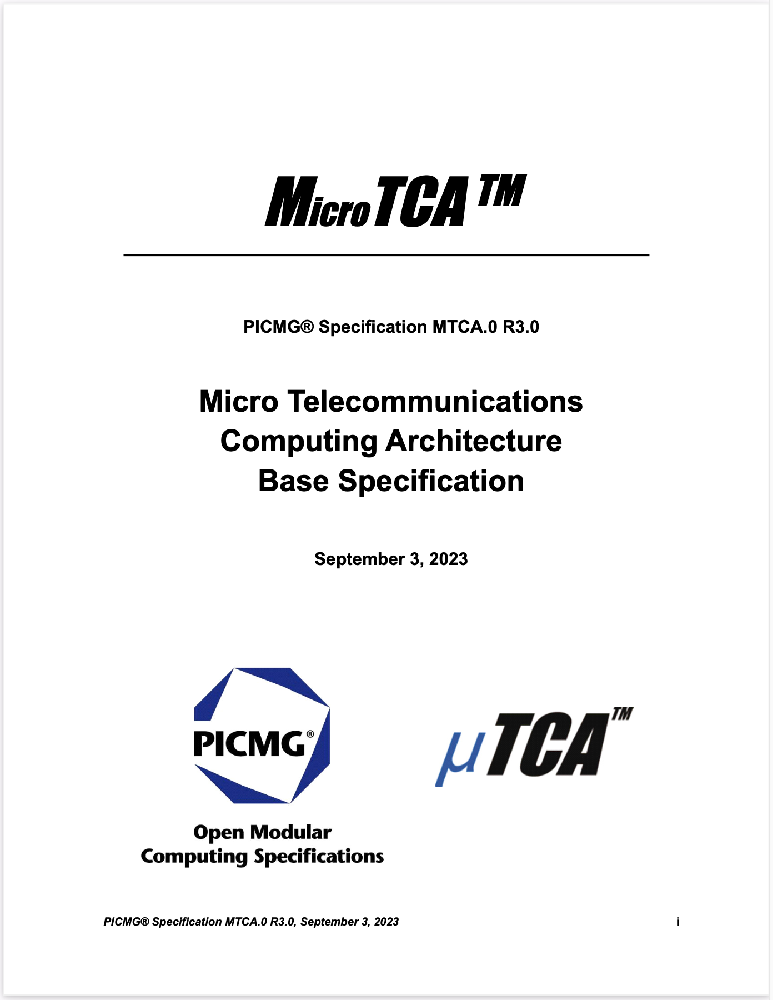 MicroTCA™
PICMG® Specification MTCA.0 R3.0
Micro Telecommunications
Computing Architecture
Base Specification
September 3, 2023
PICMG®
Open Modular
Computing Specifications
µTCA™
PICMG® Specification MTCA.0 R3.0, September 3, 2023 i